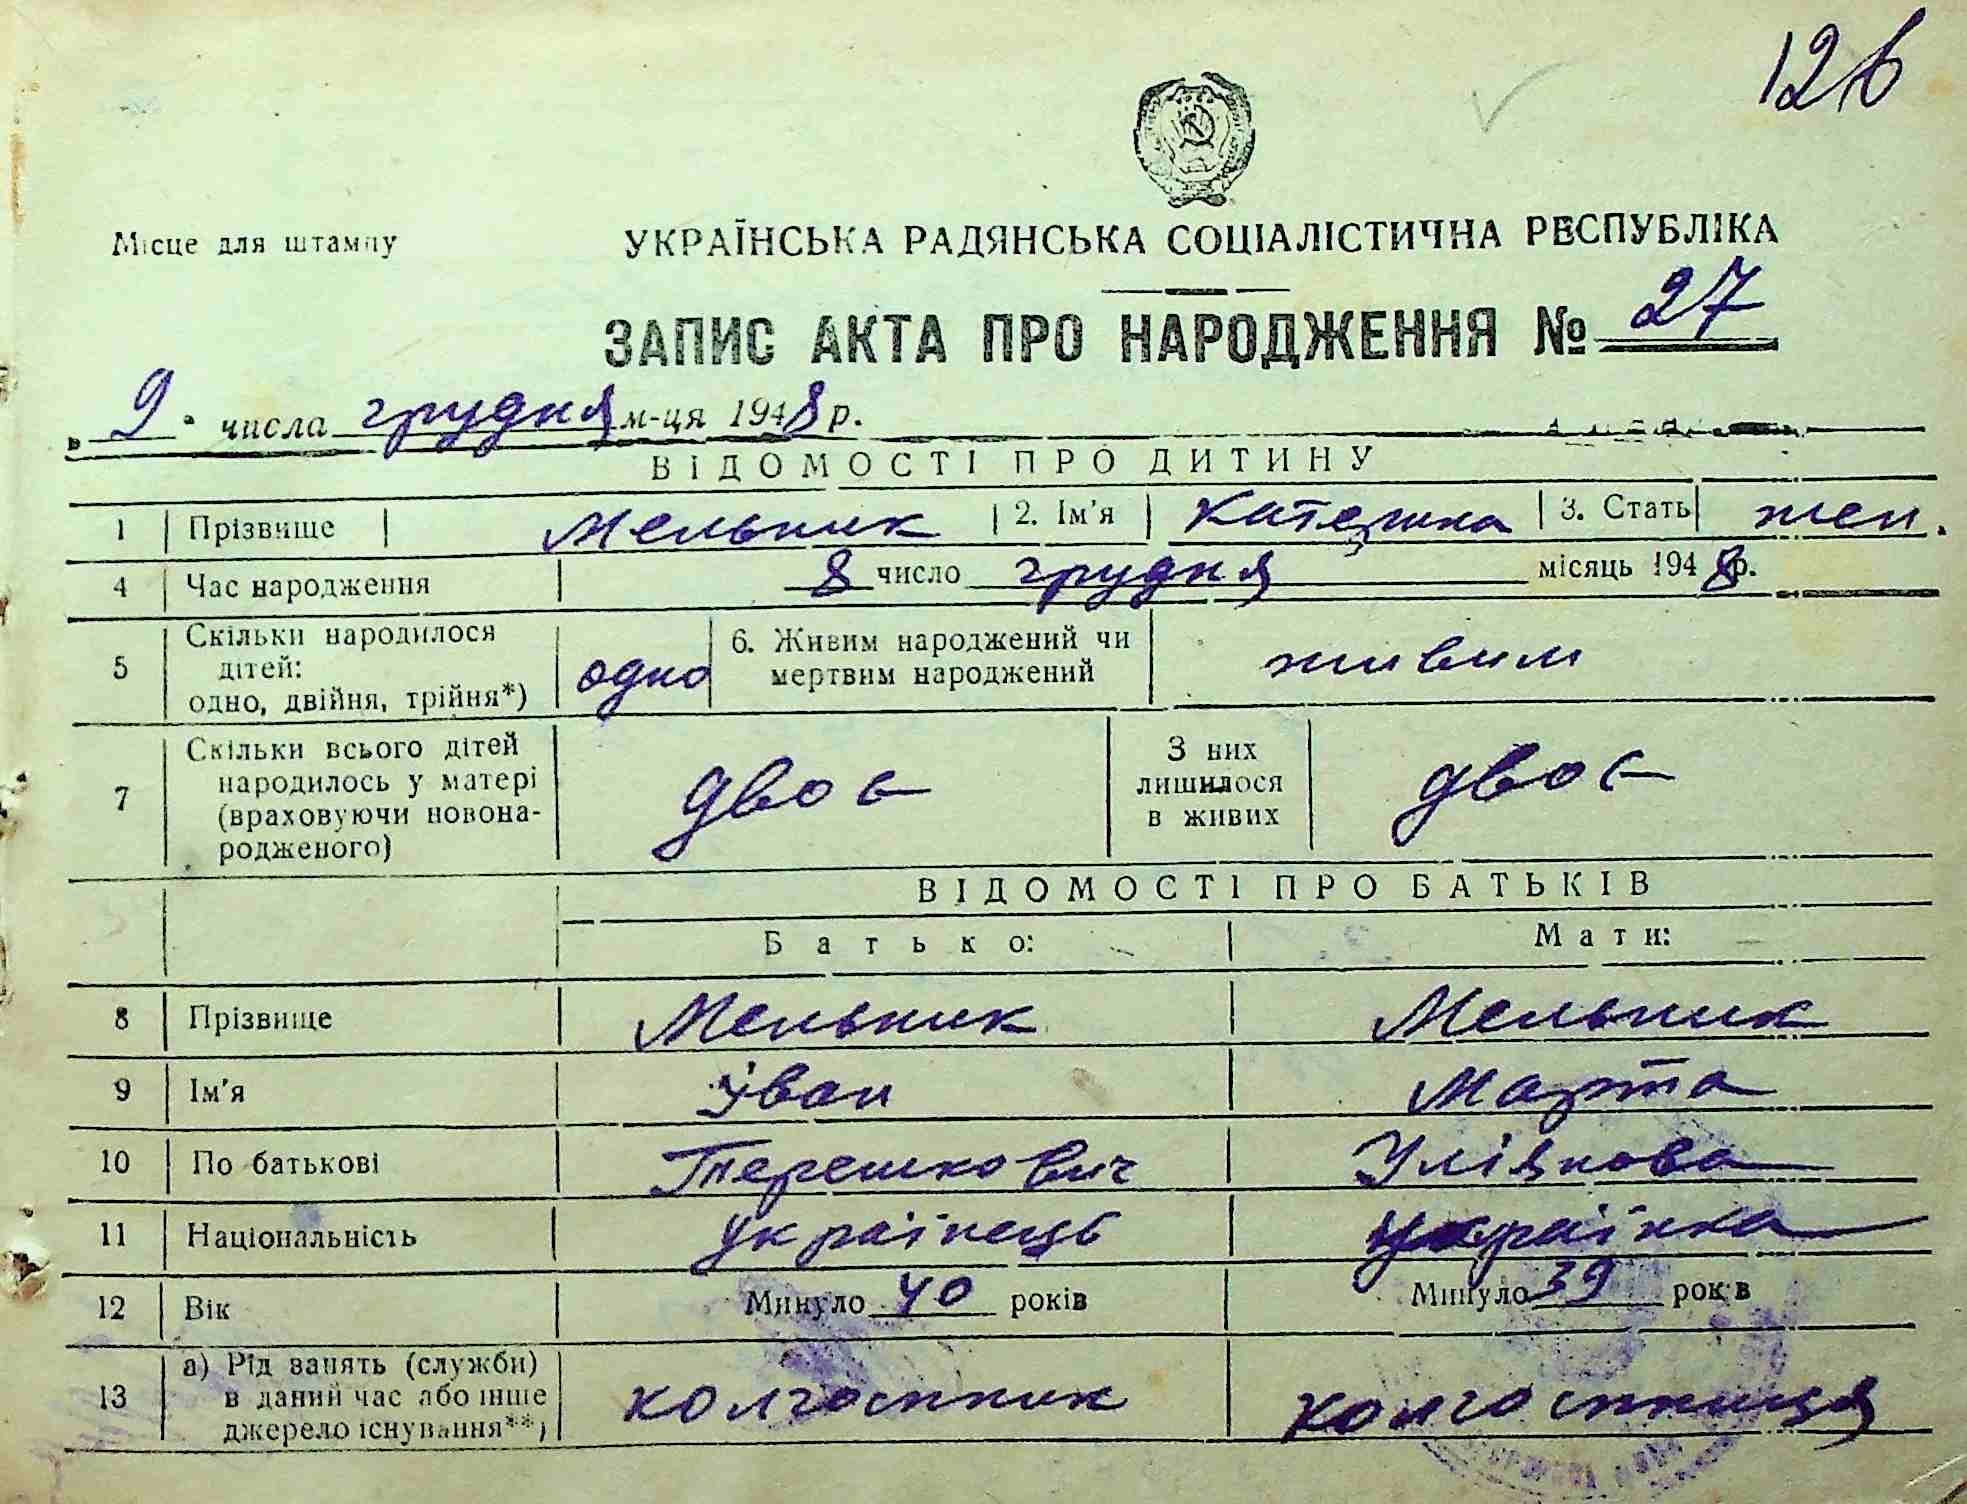 126
Місце для штампу
УКРАЇНСЬКА РАДЯНСЬКА СОЦІАЛІСТИЧНА РЕСПУБЛІКА
ЗАПИС АКТА ПРО НАРОДЖЕННЯ № 27
в 9 числа грудня м-ця 1948 р.
ВІДОМОСТІ ПРО ДИТИНУ
1 Прізвище Мельник 2. Ім'я Катерина 3. Стать жен.
4 Час народження 8 число грудня місяць 1948 р.
5 Скільки народилося дітей: одно, двійня, трійня*) одно 6. Живим народжений чи мертвим народжений живим
7 Скільки всього дітей народилось у матері (враховуючи новонародженого) двоє З них лишилося в живих двоє
ВІДОМОСТІ ПРО БАТЬКІВ
Батько: Мати:
8 Прізвище Мельник Мельник
9 Ім'я Іван Марта
10 По батькові Терешкович Уліянова
11 Національність українець українка
12 Вік Минуло 40 років Минуло 39 років
13 а) Рід занять (служби) в даний час або інше джерело існування**) колгоспник колгоспниця